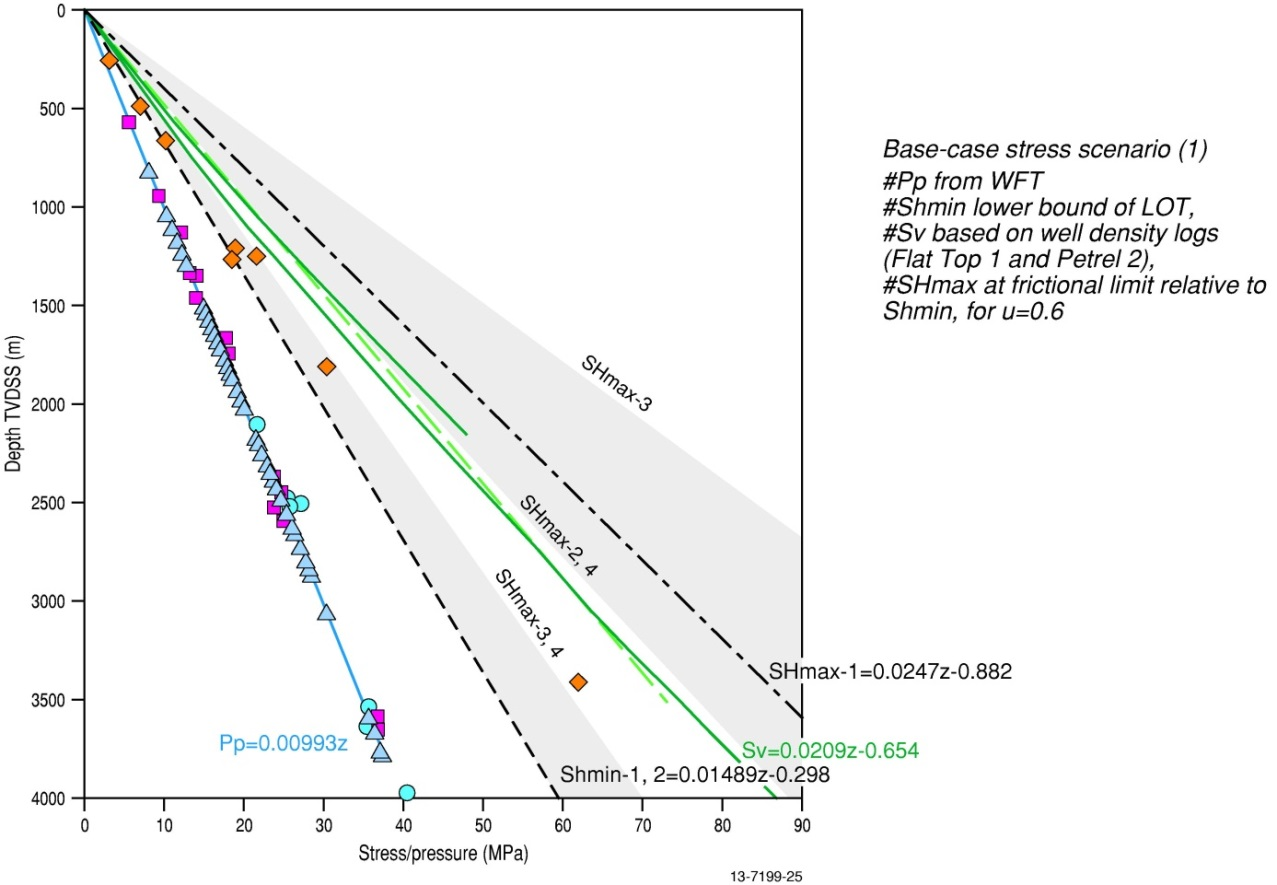 0
500
1000
1500
2000
2500
3000
3500
4000
Depth TVDSS (m)
0 10 20 30 40 50 60 70 80 90
Stress/pressure (MPa)
SHmax-3
SHmax-2, 4
SHmax-3, 4
SHmax-1=0.0247z-0.882
Sv=0.0209z-0.654
Pp=0.00993z
Shmin-1, 2=0.01489z-0.298
Base-case stress scenario (1)
#Pp from WFT
#Shmin lower bound of LOT,
#Sv based on well density logs
(Flat Top 1 and Petrel 2),
#SHmax at frictional limit relative to
Shmin, for u=0.6
13-7199-25